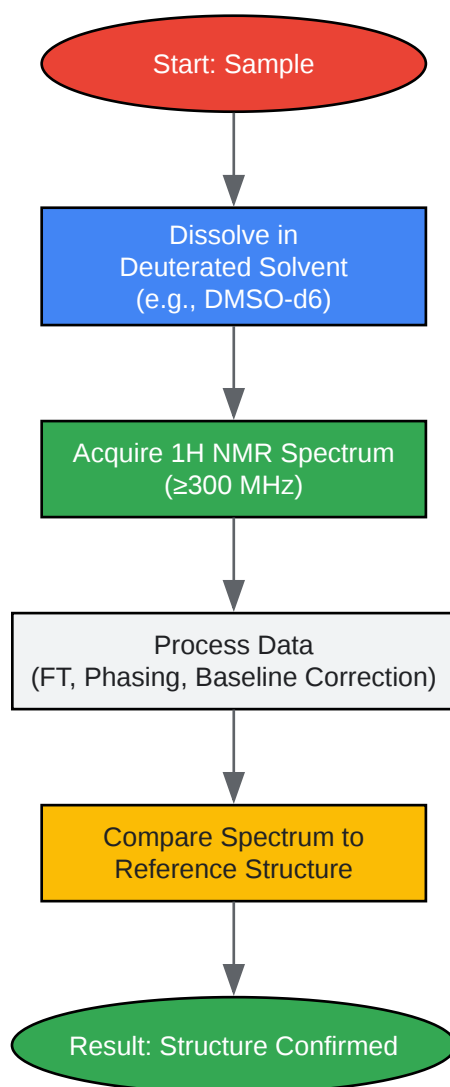 Start: Sample
Dissolve in
Deuterated Solvent
(e.g., DMSO-d6)
Acquire 1H NMR Spectrum
(≥300 MHz)
Process Data
(FT, Phasing, Baseline Correction)
Compare Spectrum to
Reference Structure
Result: Structure Confirmed